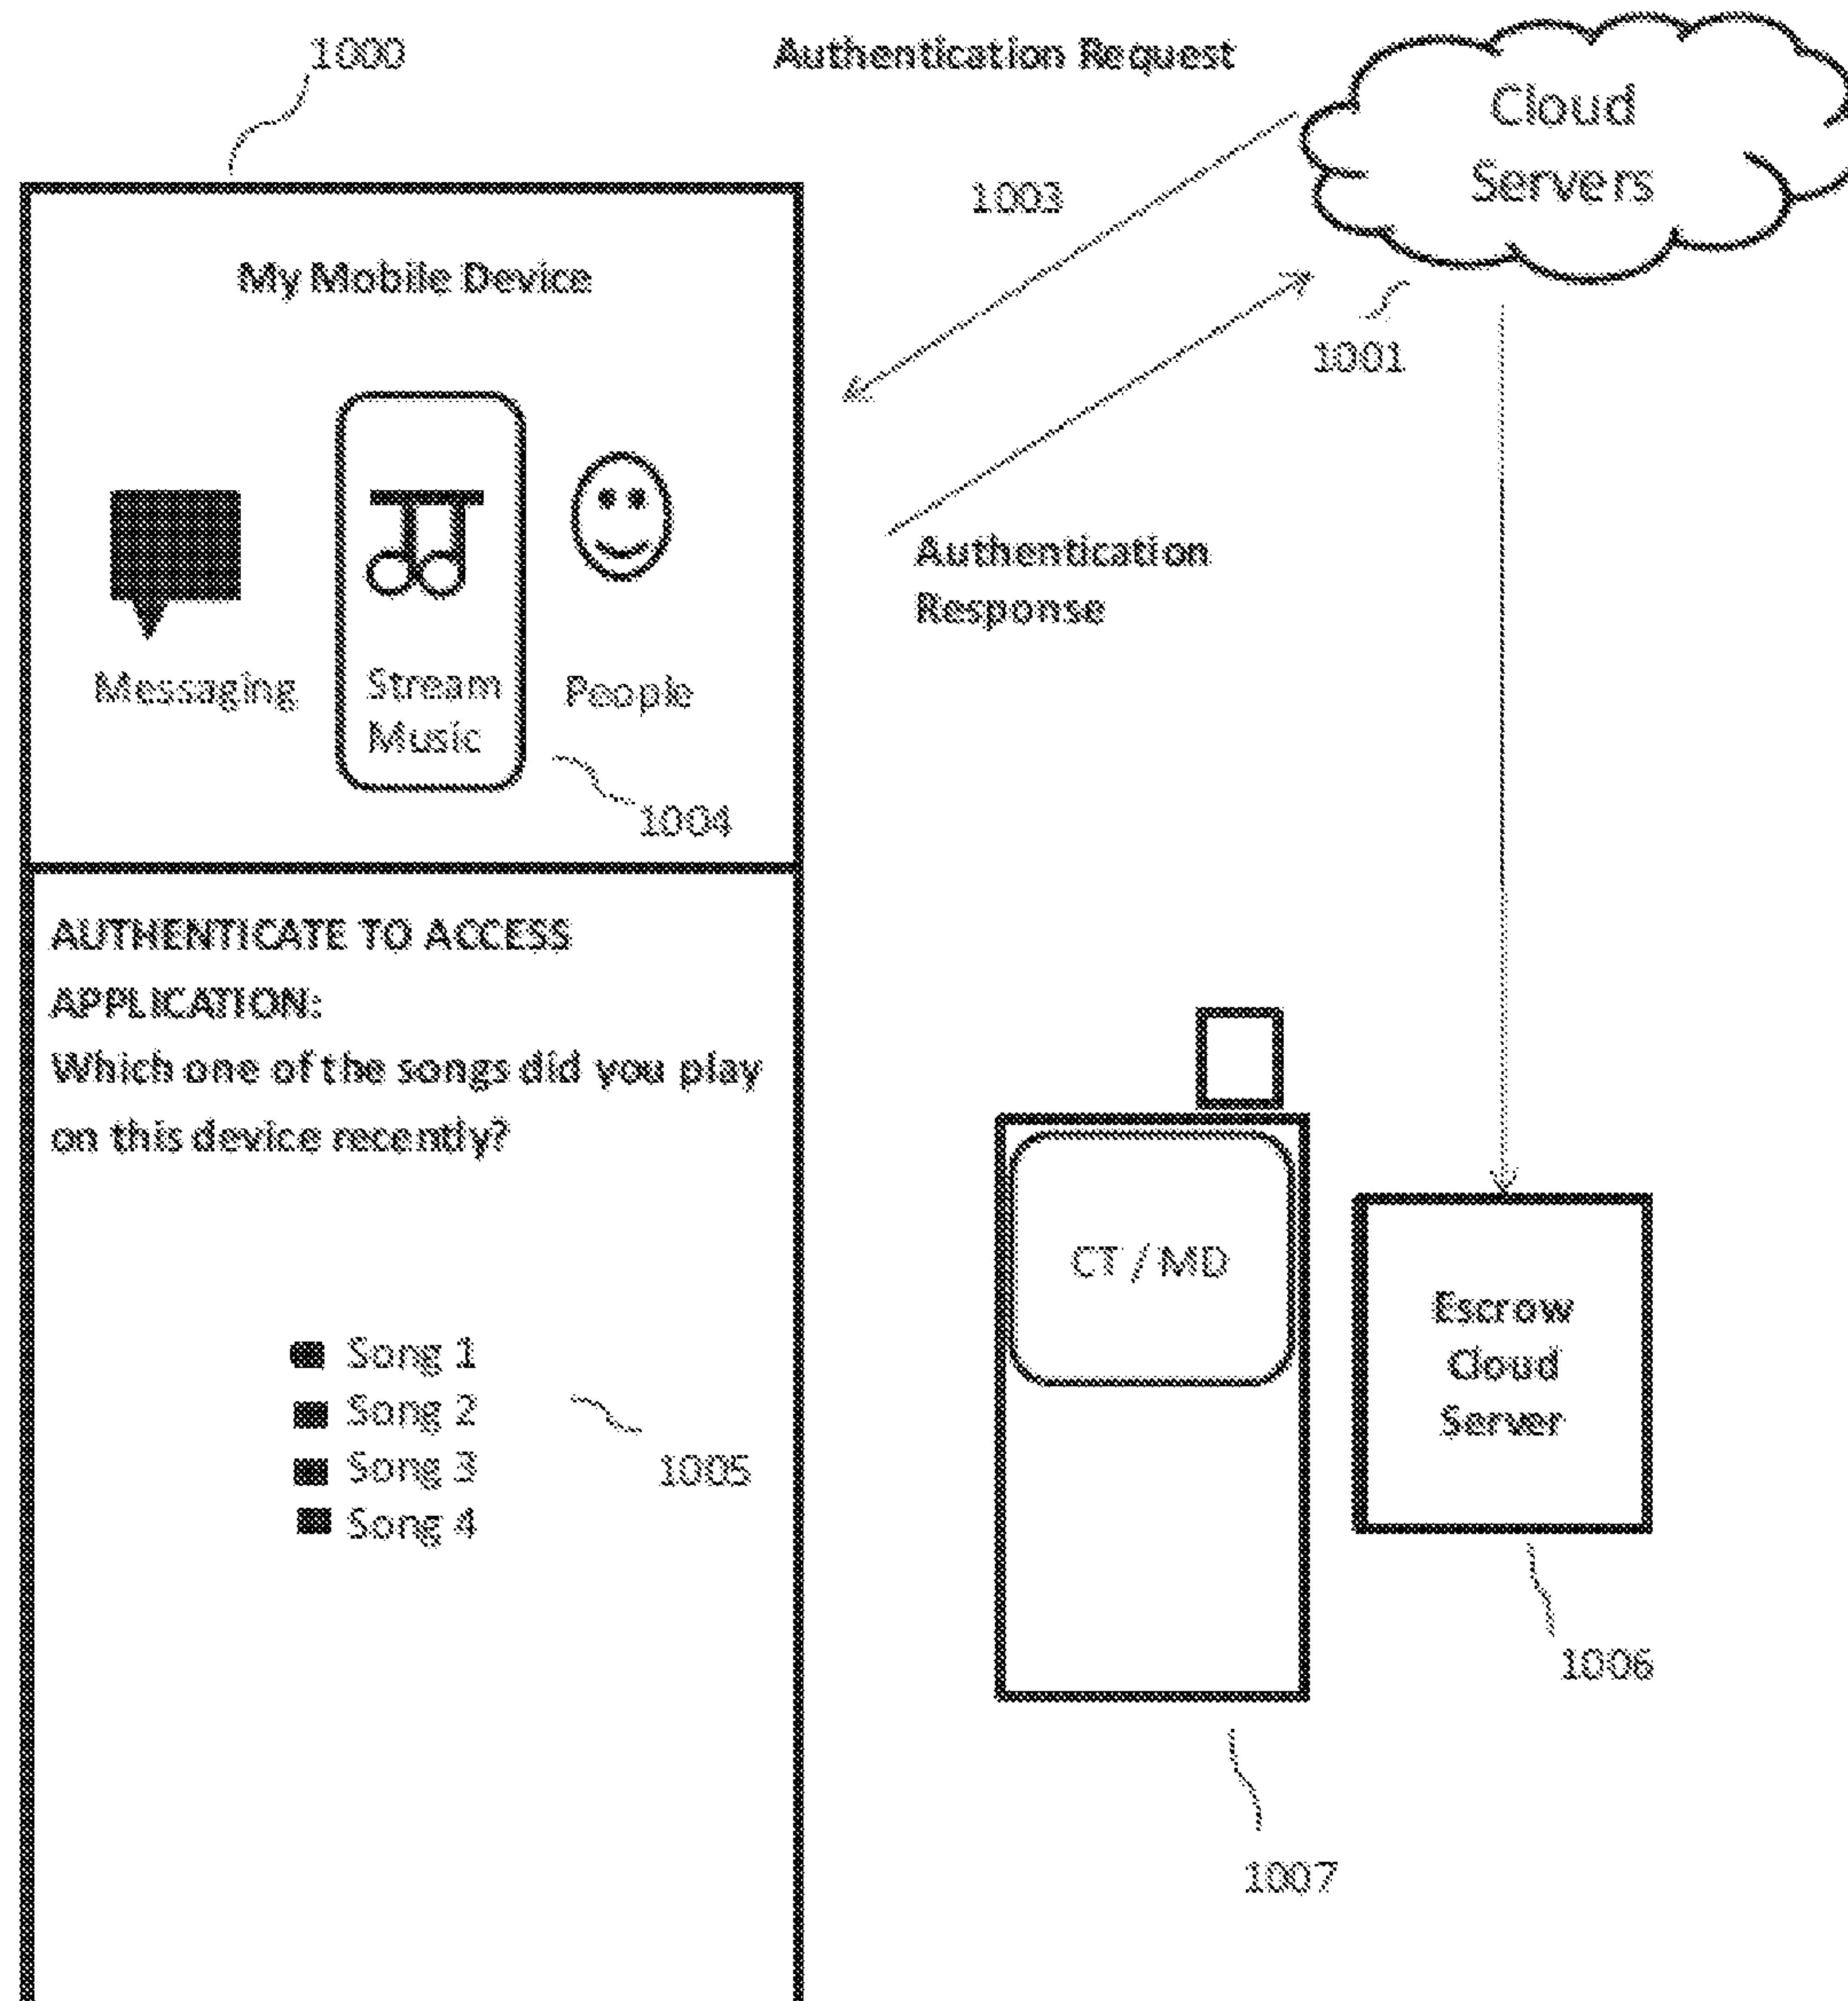 1000
Authentication Request
Cloud
Servers
1003
My Mobile Device
1001
Authentication
Response
Messaging
Stream
Music
People
1004
AUTHENTICATE TO ACCESS
APPLICATION:
Which one of the songs did you play
on this device recently?
CT / MD
Escrow
Cloud
Server
Song 1
Song 2
Song 3
Song 4
1005
1006
1007